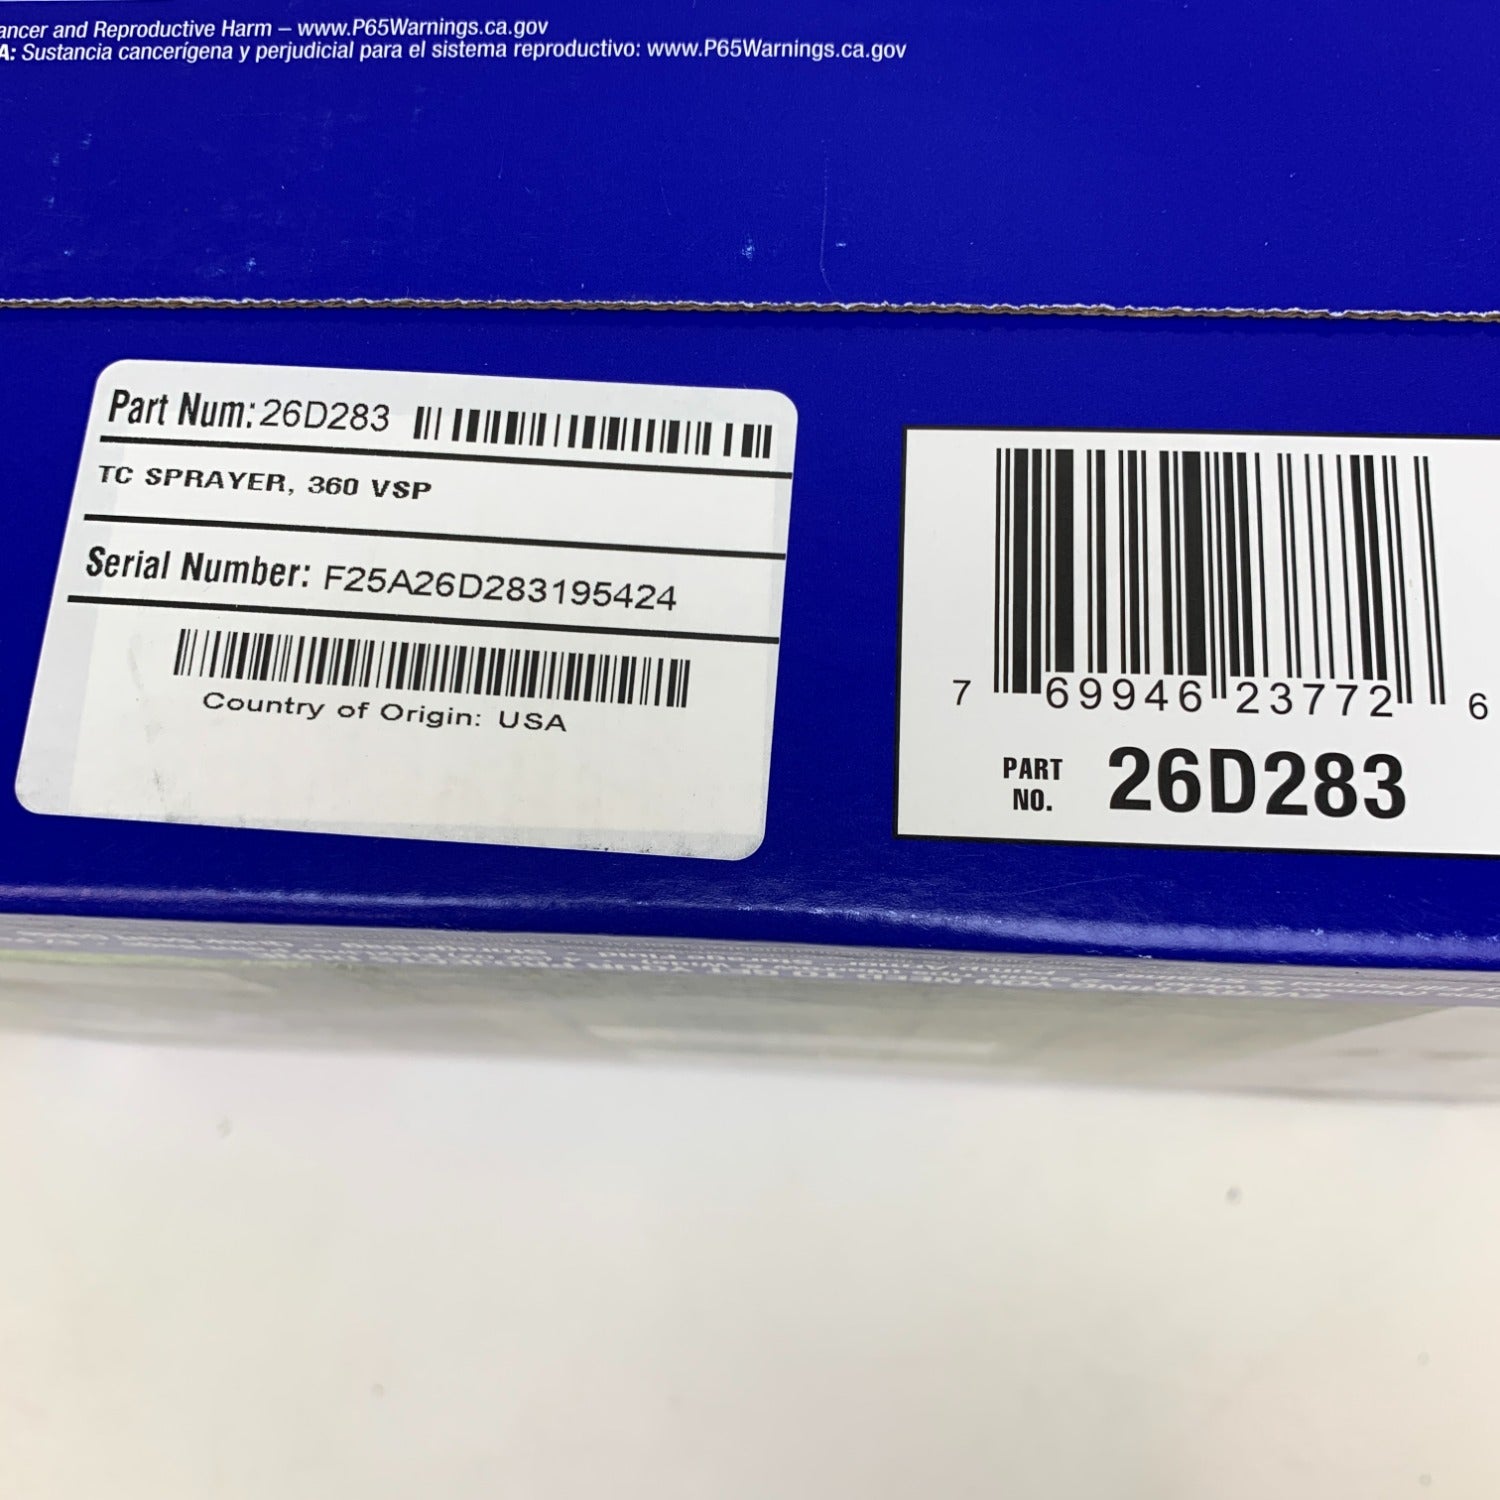 ancer and Reproductive Harm – www.P65Warnings.ca.gov
A: Sustancia cancerígena y perjudicial para el sistema reproductivo: www.P65Warnings.ca.gov
Part Num: 26D283
TC SPRAYER, 360 VSP
Serial Number: F25A26D283195424
Country of Origin: USA
7 69946 23772 6
PART NO. 26D283